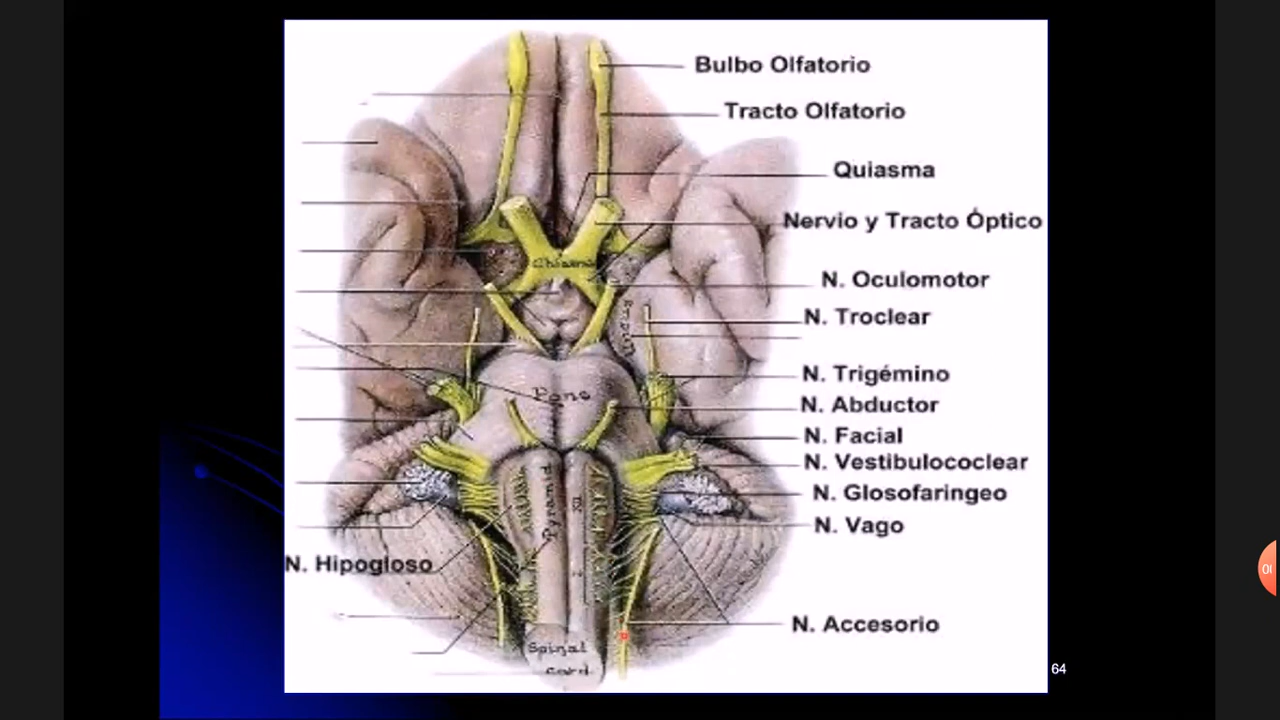 Bulbo Olfatorio
Tracto Olfatorio
Quiasma
Nervio y Tracto Óptico
Chiasma
N. Oculomotor
N. Troclear
N. Trigémino
Pons
N. Abductor
N. Facial
N. Vestibulococlear
Pyramid
N. Glosofaringeo
N. Vago
N. Hipogloso
N. Accesorio
Spinal
cord
64